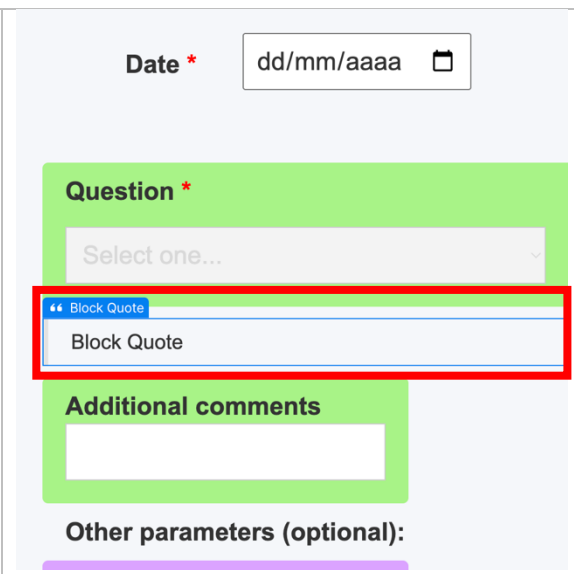 Date *
dd/mm/aaaa
Question *
Select one...
Block Quote
Block Quote
Additional comments
Other parameters (optional):